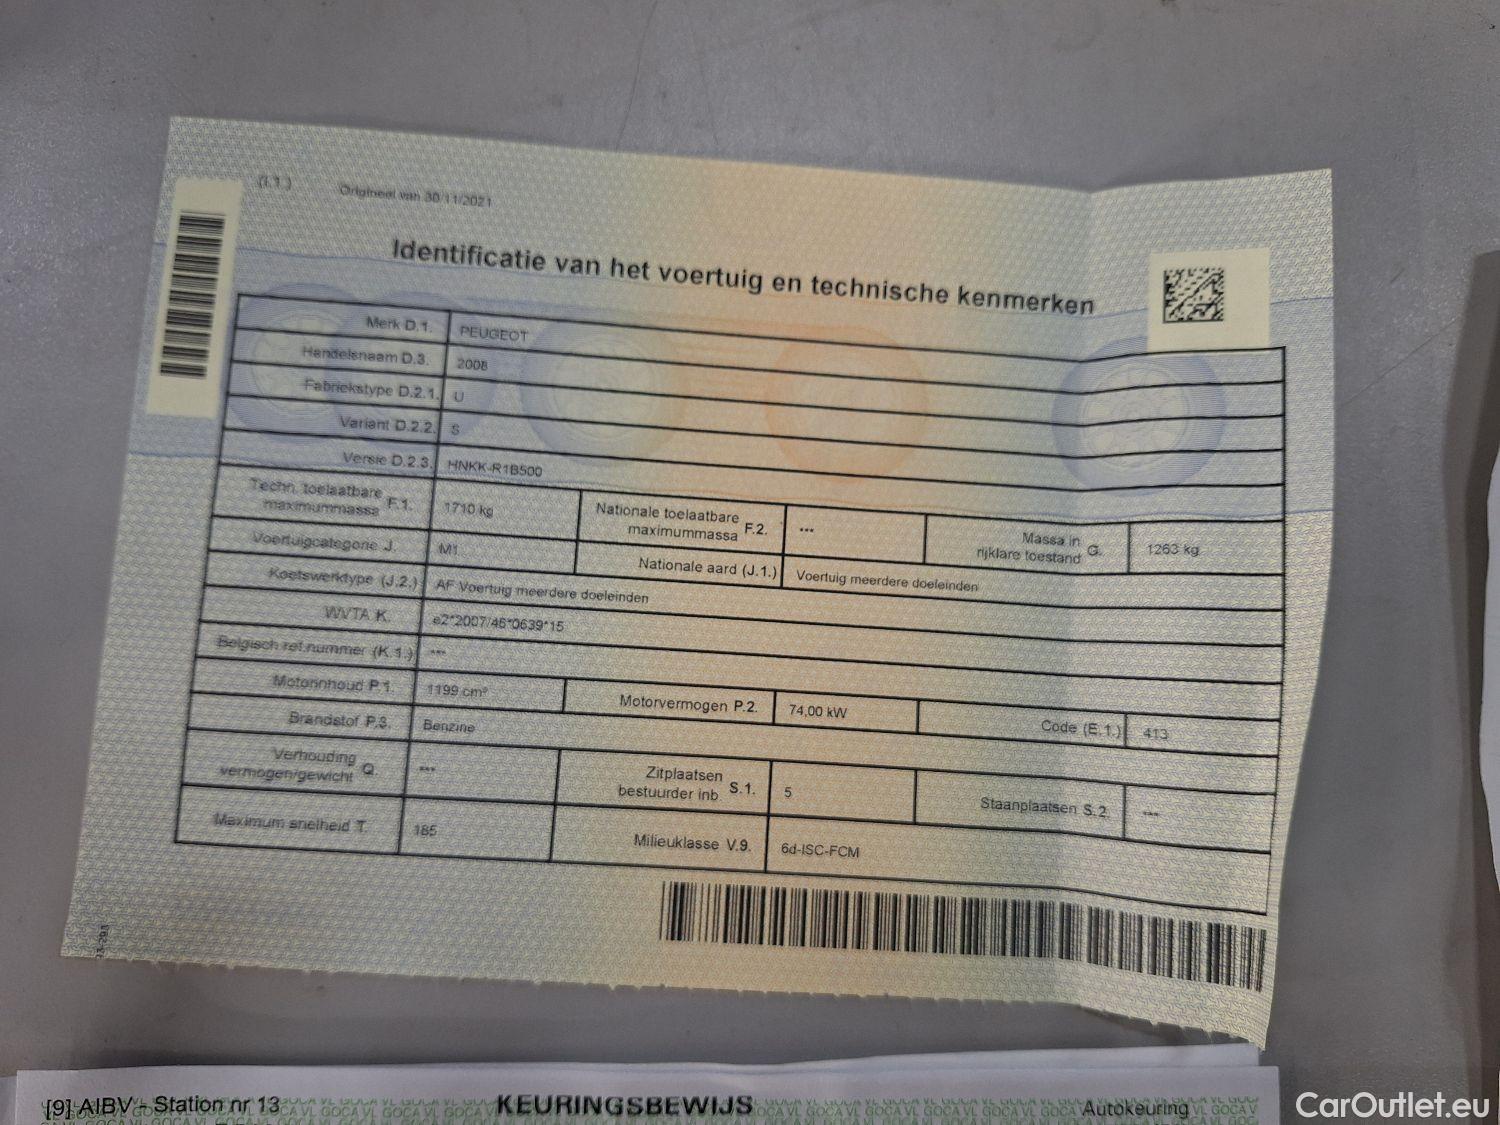 (I.1.) Origineel van 30/11/2021
Identificatie van het voertuig en technische kenmerken
Merk D.1. PEUGEOT
Handelsnaam D.3. 2008
Fabriekstype D.2.1. U
Variant D.2.2. S
Versie D.2.3. HNKK-R1B500
Techn. toelaatbare
maximummassa F.1. 1710 kg
Nationale toelaatbare
maximummassa F.2. ***
Massa in
rijklare toestand G. 1263 kg
Voertuigcategorie J. M1
Nationale aard (J.1.) Voertuig meerdere doeleinden
Koetswerktype (J.2.) AF Voertuig meerdere doeleinden
WVTA K. e2*2007/46*0639*15
Belgisch ref.nummer (K.1.) ***
Motorinhoud P.1. 1199 cm³
Motorvermogen P.2. 74,00 kW
Code (E.1.) 413
Brandstof P.3. Benzine
Verhouding
vermogen/gewicht Q. ***
Zitplaatsen
bestuurder inb. S.1. 5
Staanplaatsen S.2. ***
Maximum snelheid T. 185
Milieuklasse V.9. 6d-ISC-FCM
[9] AIBV - Station nr 13 KEURINGSBEWIJS Autokeuring
CarOutlet.eu